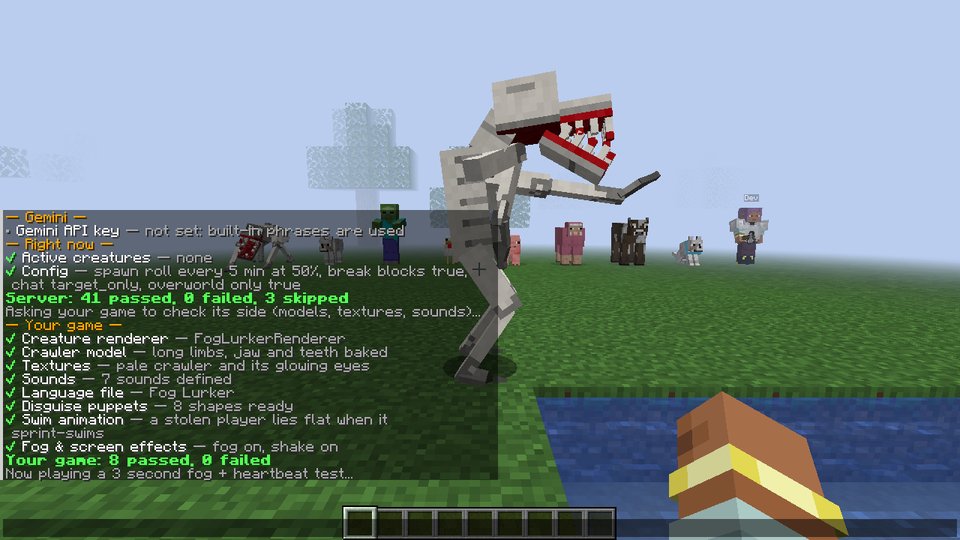 — Gemini —
· Gemini API key — not set: built-in phrases are used
— Right now —
✓ Active creatures — none
✓ Config — spawn roll every 5 min at 50%, break blocks true,
chat target_only, overworld only true
Server: 41 passed, 0 failed, 3 skipped
Asking your game to check its side (models, textures, sounds)...
— Your game —
✓ Creature renderer — FogLurkerRenderer
✓ Crawler model — long limbs, jaw and teeth baked
✓ Textures — pale crawler and its glowing eyes
✓ Sounds — 7 sounds defined
✓ Language file — Fog Lurker
✓ Disguise puppets — 8 shapes ready
✓ Swim animation — a stolen player lies flat when it
sprint-swims
✓ Fog & screen effects — fog on, shake on
Your game: 8 passed, 0 failed
Now playing a 3 second fog + heartbeat test...
Dev